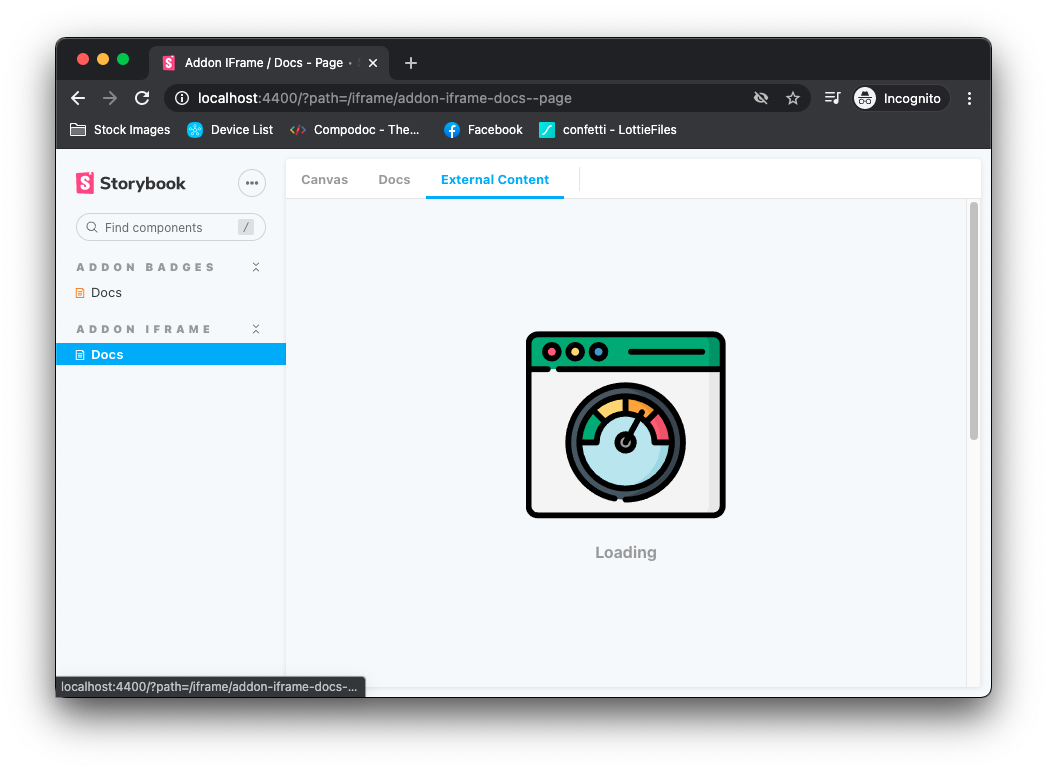 Addon IFrame / Docs - Page ·
localhost:4400/?path=/iframe/addon-iframe-docs--page
Incognito
Stock Images
Device List
Compodoc - The...
Facebook
confetti - LottieFiles
Storybook
Canvas
Docs
External Content
Find components
/
ADDON BADGES
Docs
ADDON IFRAME
Docs
Loading
localhost:4400/?path=/iframe/addon-iframe-docs-...